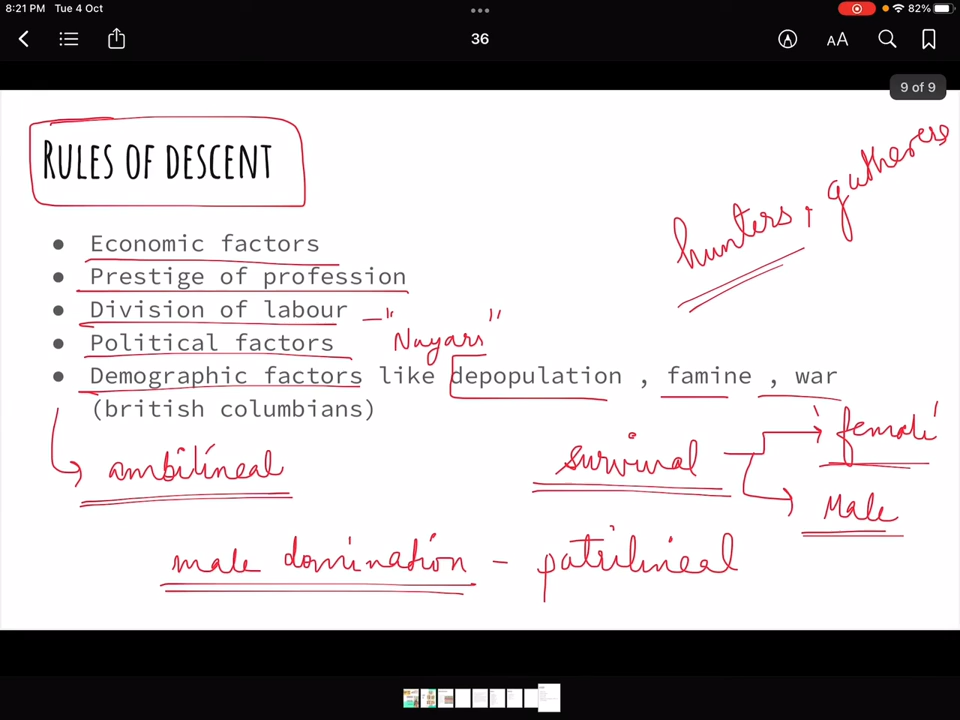 8:21 PM Tue 4 Oct
82%
36
AA
9 of 9
RULES OF DESCENT
hunters, gatherers
• Economic factors
• Prestige of profession
• Division of labour
• Political factors
- "Nayars"
• Demographic factors like depopulation , famine , war
(british columbians)
ambilineal
survival
'female'
Male
male domination - patrilineal